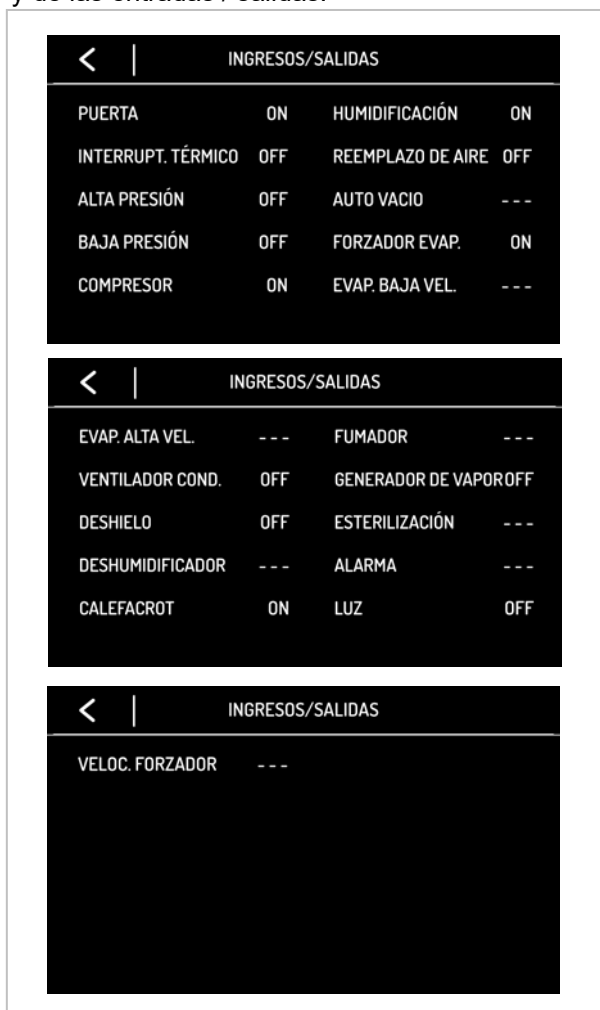 y de las entradas / salidas.
< | INGRESOS/SALIDAS
PUERTA ON HUMIDIFICACIÓN ON
INTERRUPT. TÉRMICO OFF REEMPLAZO DE AIRE OFF
ALTA PRESIÓN OFF AUTO VACIO ---
BAJA PRESIÓN OFF FORZADOR EVAP. ON
COMPRESOR ON EVAP. BAJA VEL. ---
< | INGRESOS/SALIDAS
EVAP. ALTA VEL. --- FUMADOR ---
VENTILADOR COND. OFF GENERADOR DE VAPOR OFF
DESHIELO OFF ESTERILIZACIÓN ---
DESHUMIDIFICADOR --- ALARMA ---
CALEFACROT ON LUZ OFF
< | INGRESOS/SALIDAS
VELOC. FORZADOR ---